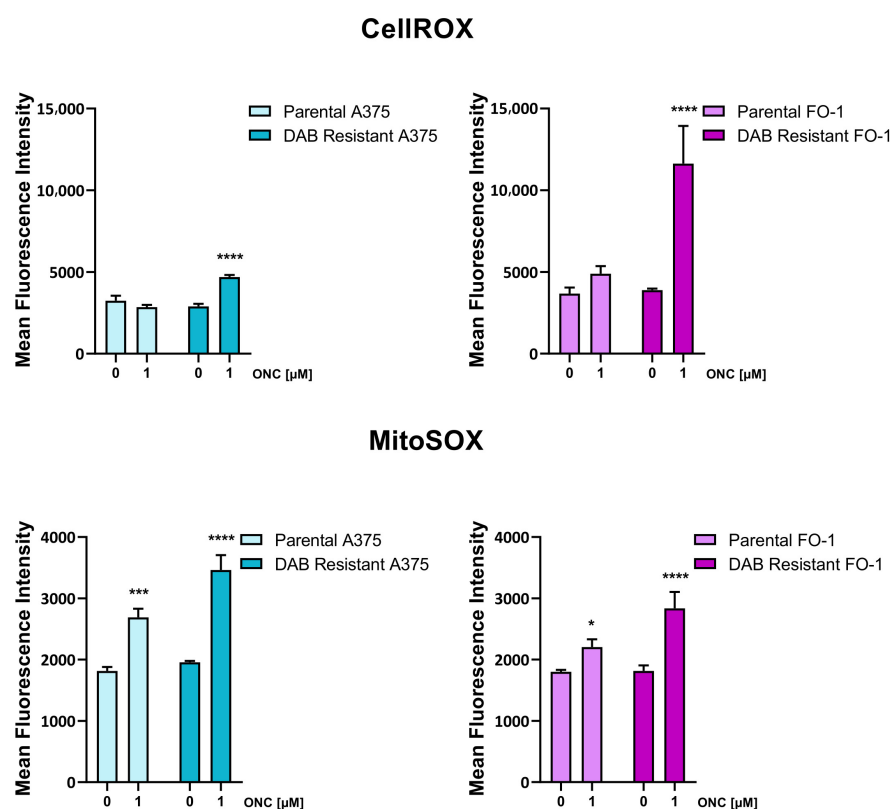 CellROX
Mean Fluorescence Intensity
15,000
10,000
5000
0
****
Parental A375
DAB Resistant A375
0 1 0 1 ONC [µM]
Mean Fluorescence Intensity
15,000
10,000
5000
0
****
Parental FO-1
DAB Resistant FO-1
0 1 0 1 ONC [µM]
MitoSOX
Mean Fluorescence Intensity
4000
3000
2000
1000
0
***
****
Parental A375
DAB Resistant A375
0 1 0 1 ONC [µM]
Mean Fluorescence Intensity
4000
3000
2000
1000
0
*
****
Parental FO-1
DAB Resistant FO-1
0 1 0 1 ONC [µM]